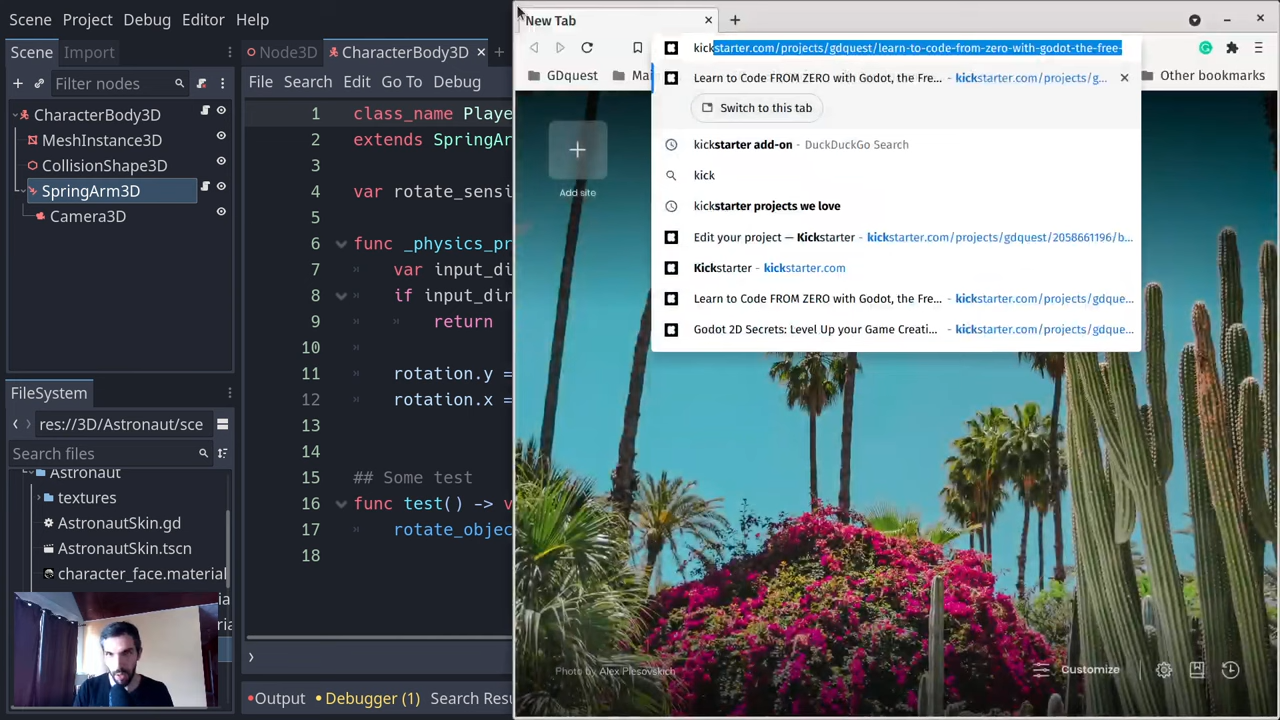 Scene Project Debug Editor Help
Scene Import
Filter nodes
CharacterBody3D
MeshInstance3D
CollisionShape3D
SpringArm3D
Camera3D
FileSystem
res://3D/Astronaut/sce
Search files
Astronaut
textures
AstronautSkin.gd
AstronautSkin.tscn
character_face.material
Node3D CharacterBody3D
File Search Edit Go To Debug
1 class_name Playe
2 extends SpringAr
3
4 var rotate_sensi
5
6 func _physics_pr
7 var input_di
8 if input_dir
9 return
10
11 rotation.y =
12 rotation.x =
13
14
15 ## Some test
16 func test() -> v
17 rotate_objec
18
Output Debugger (1) Search Resu
New Tab
kickstarter.com/projects/gdquest/learn-to-code-from-zero-with-godot-the-free-
GDquest Ma Other bookmarks
Learn to Code FROM ZERO with Godot, the Fre... - kickstarter.com/projects/g...
Switch to this tab
kickstarter add-on - DuckDuckGo Search
kick
kickstarter projects we love
Edit your project — Kickstarter - kickstarter.com/projects/gdquest/2058661196/b...
Kickstarter - kickstarter.com
Learn to Code FROM ZERO with Godot, the Fre... - kickstarter.com/projects/gdque...
Godot 2D Secrets: Level Up your Game Creati... - kickstarter.com/projects/gdque...
Add site
Photo by Alex Plesovskich
Customize